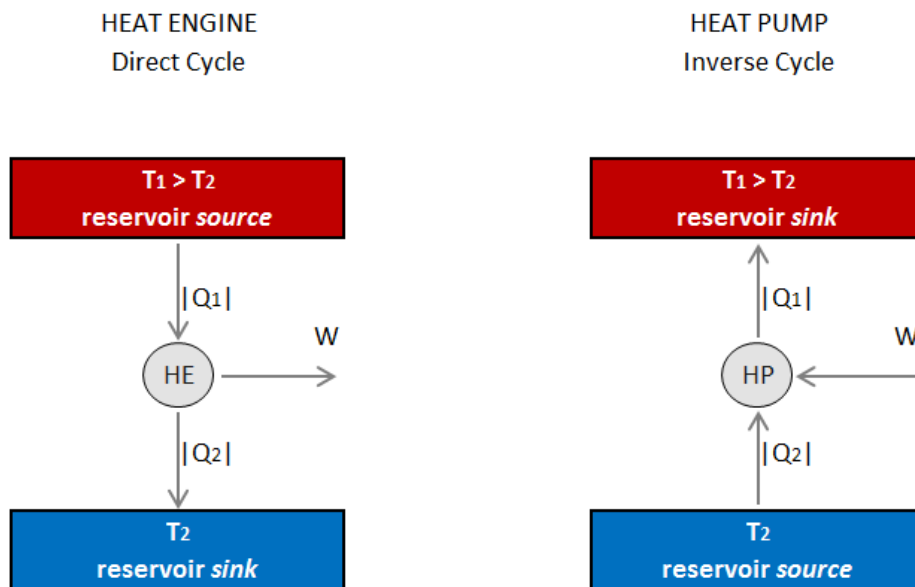 HEAT ENGINE
Direct Cycle
T₁ > T₂
reservoir source
|Q₁|
W
HE
|Q₂|
T₂
reservoir sink
HEAT PUMP
Inverse Cycle
T₁ > T₂
reservoir sink
|Q₁|
W
HP
|Q₂|
T₂
reservoir source